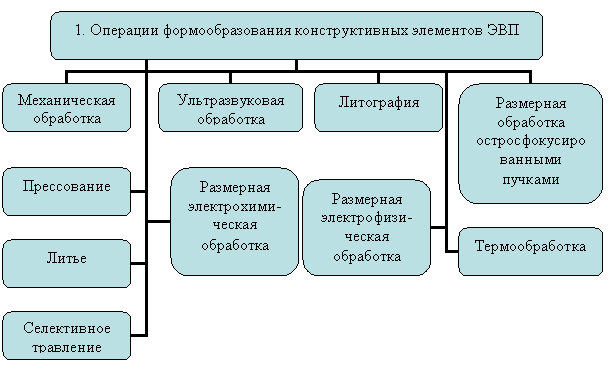 1. Операции формообразования конструктивных элементов ЭВП
Механическая
обработка
Ультразвуковая
обработка
Литография
Размерная
обработка
остросфокусиро
ванными
пучками
Прессование
Размерная
электрохими-
ческая
обработка
Размерная
электрофизи-
ческая
обработка
Литье
Термообработка
Селективное
травление